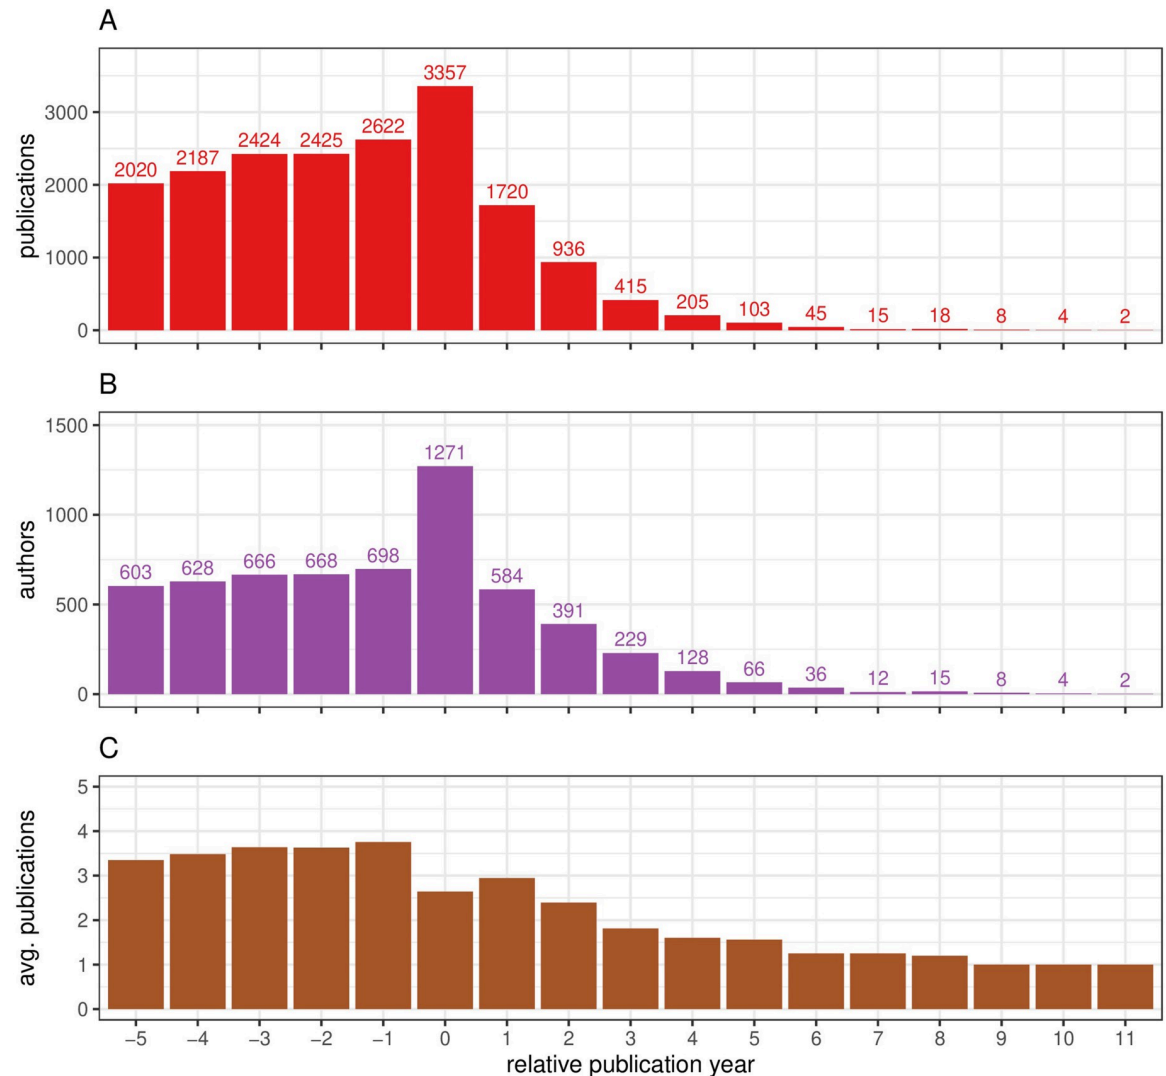 A
3357
2622
2424 2425
2187
2020
1720
936
415
205
103
45 15 18 8 4 2
3000
2000
1000
0
publications
B
1271
603 628 666 668 698
584
391
229
128
66 36 12 15 8 4 2
1500
1000
500
0
authors
C
5
4
3
2
1
0
avg. publications
−5 −4 −3 −2 −1 0 1 2 3 4 5 6 7 8 9 10 11
relative publication year